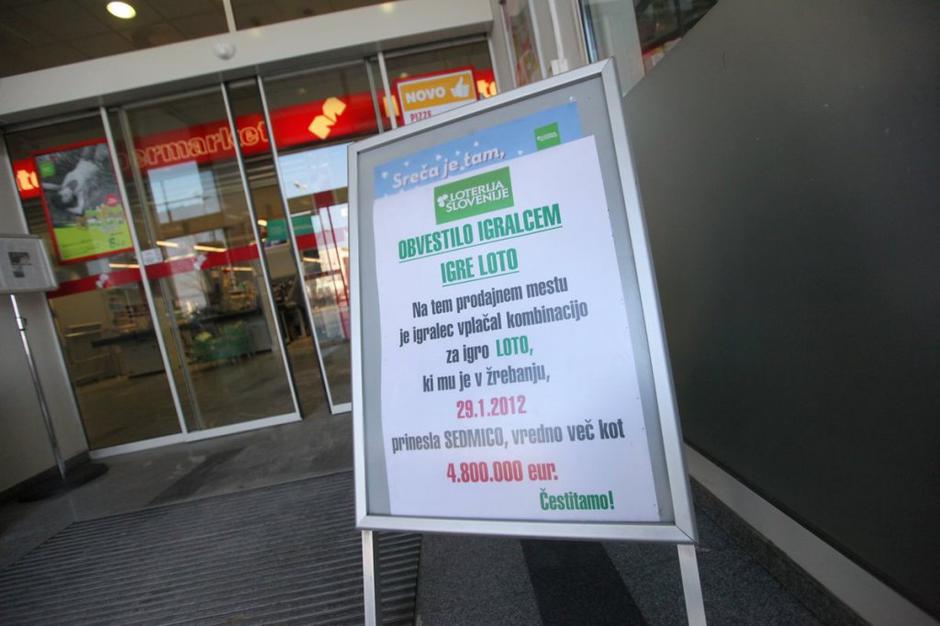 NOVO
PIZZE
permarket
Sreča je tam,
LOTERIJA
SLOVENIJE
OBVESTILO IGRALCEM
IGRE LOTO
Na tem prodajnem mestu
je igralec vplačal kombinacijo
za igro LOTO,
ki mu je v žrebanju,
29.1.2012
prinesla SEDMICO, vredno več kot
4.800.000 eur.
Čestitamo!